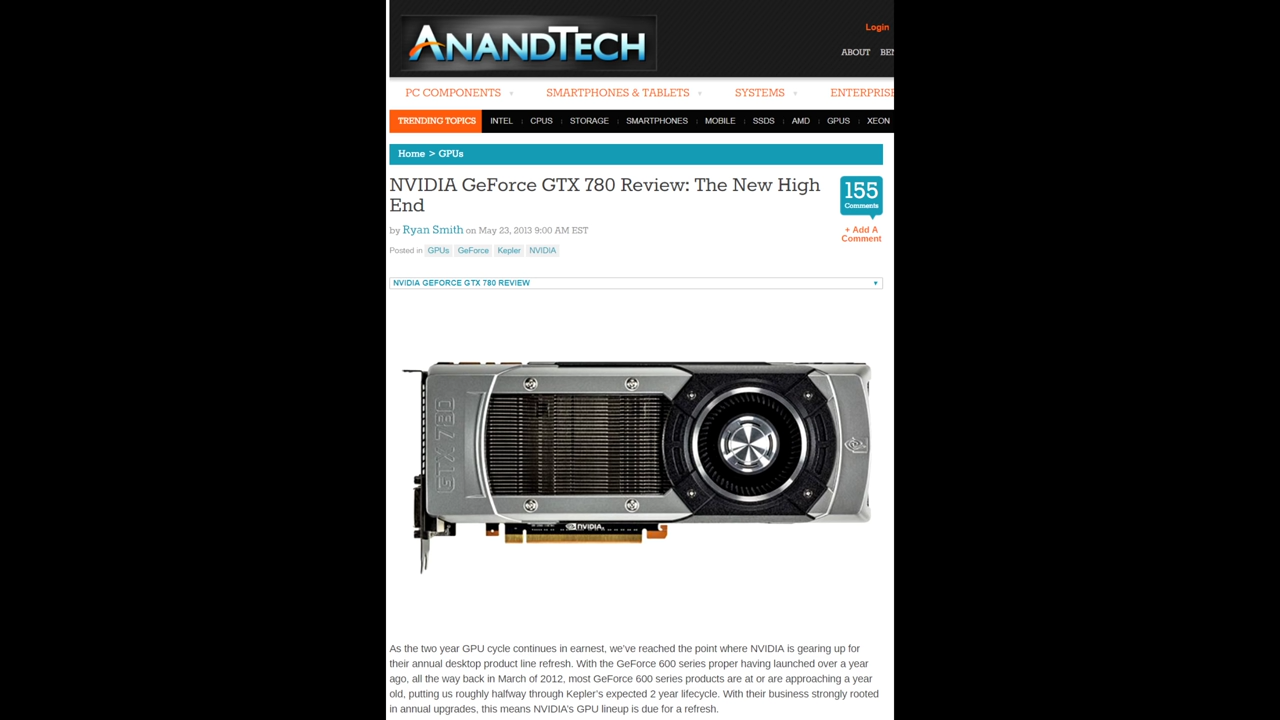 ANANDTECH
Login
ABOUT BEN
PC COMPONENTS SMARTPHONES & TABLETS SYSTEMS ENTERPRISE
TRENDING TOPICS INTEL CPUS STORAGE SMARTPHONES MOBILE SSDS AMD GPUS XEON
Home > GPUs
NVIDIA GeForce GTX 780 Review: The New High
End
155
Comments
by Ryan Smith on May 23, 2013 9:00 AM EST
+ Add A
Comment
Posted in GPUs GeForce Kepler NVIDIA
NVIDIA GEFORCE GTX 780 REVIEW
GTX 780
NVIDIA
As the two year GPU cycle continues in earnest, we've reached the point where NVIDIA is gearing up for
their annual desktop product line refresh. With the GeForce 600 series proper having launched over a year
ago, all the way back in March of 2012, most GeForce 600 series products are at or are approaching a year
old, putting us roughly halfway through Kepler's expected 2 year lifecycle. With their business strongly rooted
in annual upgrades, this means NVIDIA's GPU lineup is due for a refresh.